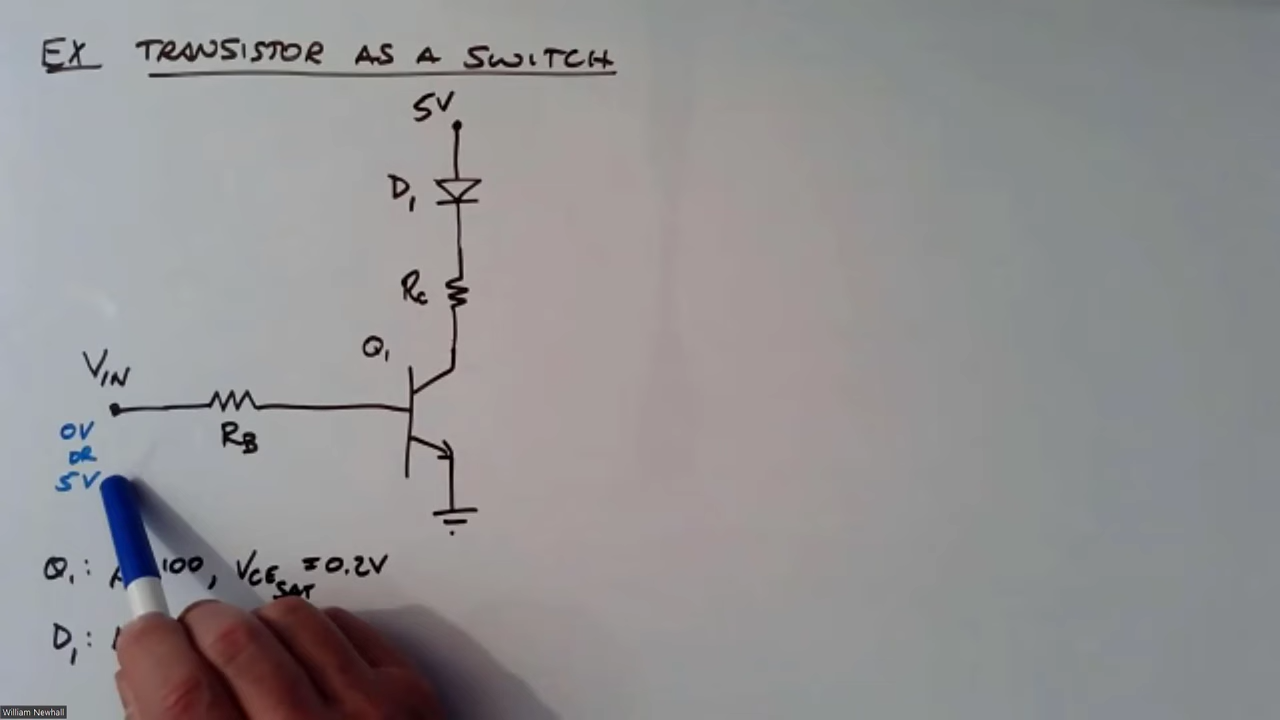 EX TRANSISTOR AS A SWITCH
5V
D1
RC
Q1
VIN
RB
0V
OR
5V
Q1: 100, VCESAT = 0.2V
D1:
William Newhall